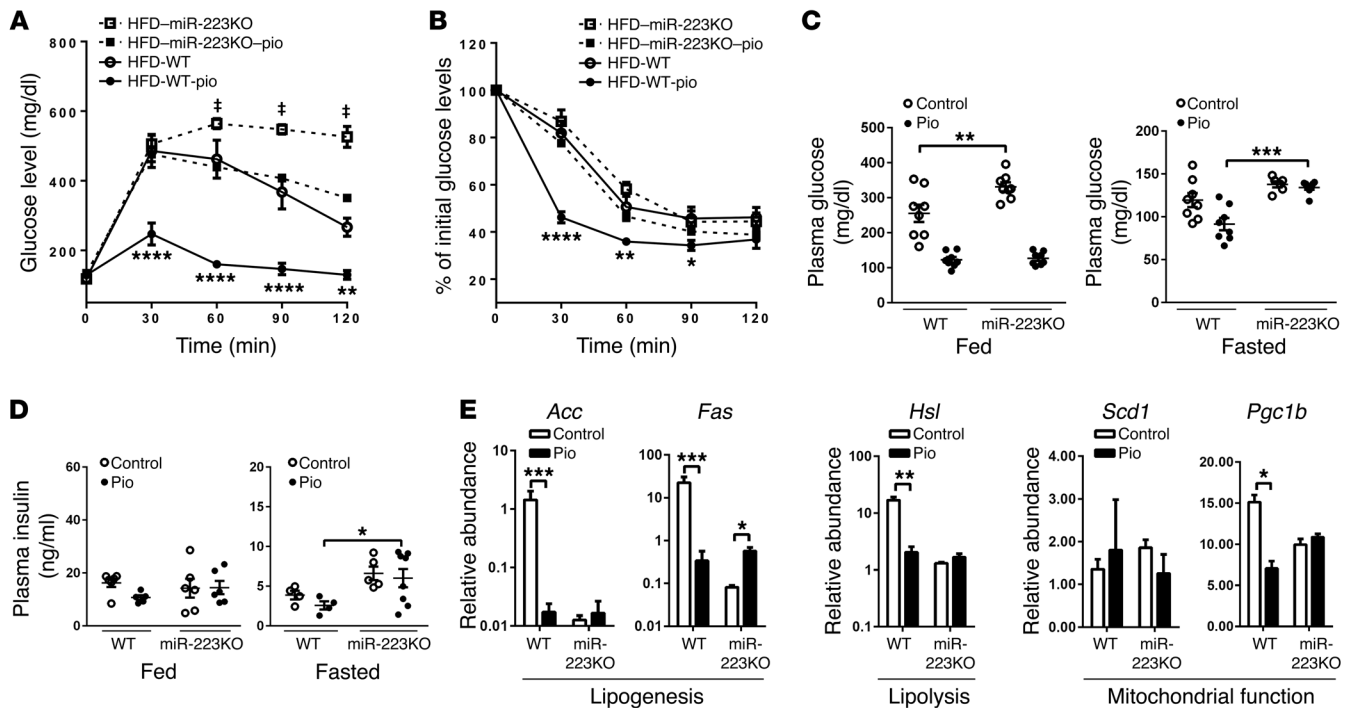 A
HFD–miR-223KO
HFD–miR-223KO–pio
HFD-WT
HFD-WT-pio
Glucose level (mg/dl)
800
600
400
200
‡ ‡ ‡
**** **** **** **
0 30 60 90 120
Time (min)
B
HFD–miR-223KO
HFD–miR-223KO–pio
HFD-WT
HFD-WT-pio
% of initial glucose levels
120
100
80
60
40
20
**** ** *
0 30 60 90 120
Time (min)
C
Control
Pio
Plasma glucose
(mg/dl)
500
400
300
200
100
0
**
WT miR-223KO
Fed
Control
Pio
Plasma glucose
(mg/dl)
200
150
100
50
0
***
WT miR-223KO
Fasted
D
Control
Pio
Plasma insulin
(ng/ml)
60
40
20
0
WT miR-223KO
Fed
Control
Pio
20
15
10
5
0
*
WT miR-223KO
Fasted
E
Acc
Control
Pio
Relative abundance
100
10
1
0.1
0.01
***
WT miR-
223KO
Fas
100
10
1
0.1
0.01
***
*
WT miR-
223KO
Lipogenesis
Hsl
Control
Pio
Relative abundance
100
10
1
0.1
**
WT miR-
223KO
Lipolysis
Scd1
Control
Pio
Relative abundance
4.00
3.00
2.00
1.00
0.00
WT miR-
223KO
Pgc1b
20.00
15.00
10.00
5.00
0.00
*
WT miR-
223KO
Mitochondrial function